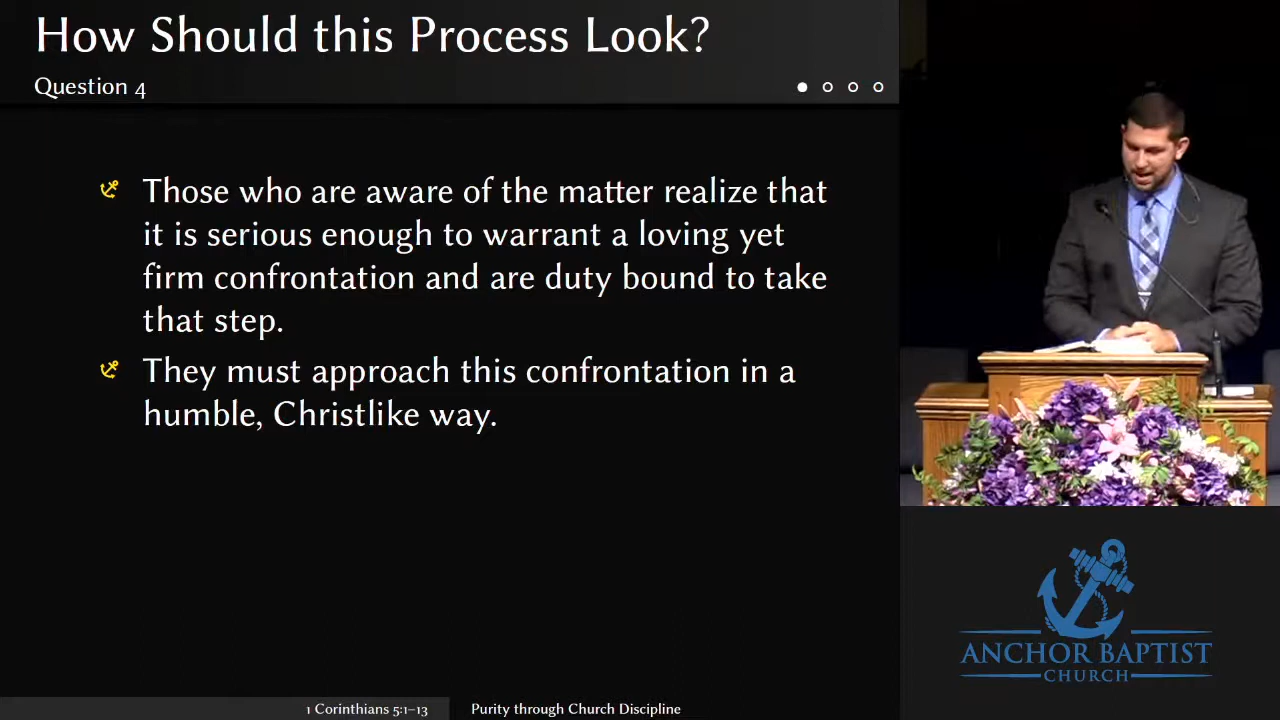 How Should this Process Look?
Question 4
Those who are aware of the matter realize that
it is serious enough to warrant a loving yet
firm confrontation and are duty bound to take
that step.
They must approach this confrontation in a
humble, Christlike way.
ANCHOR BAPTIST
CHURCH
1 Corinthians 5:1–13
Purity through Church Discipline